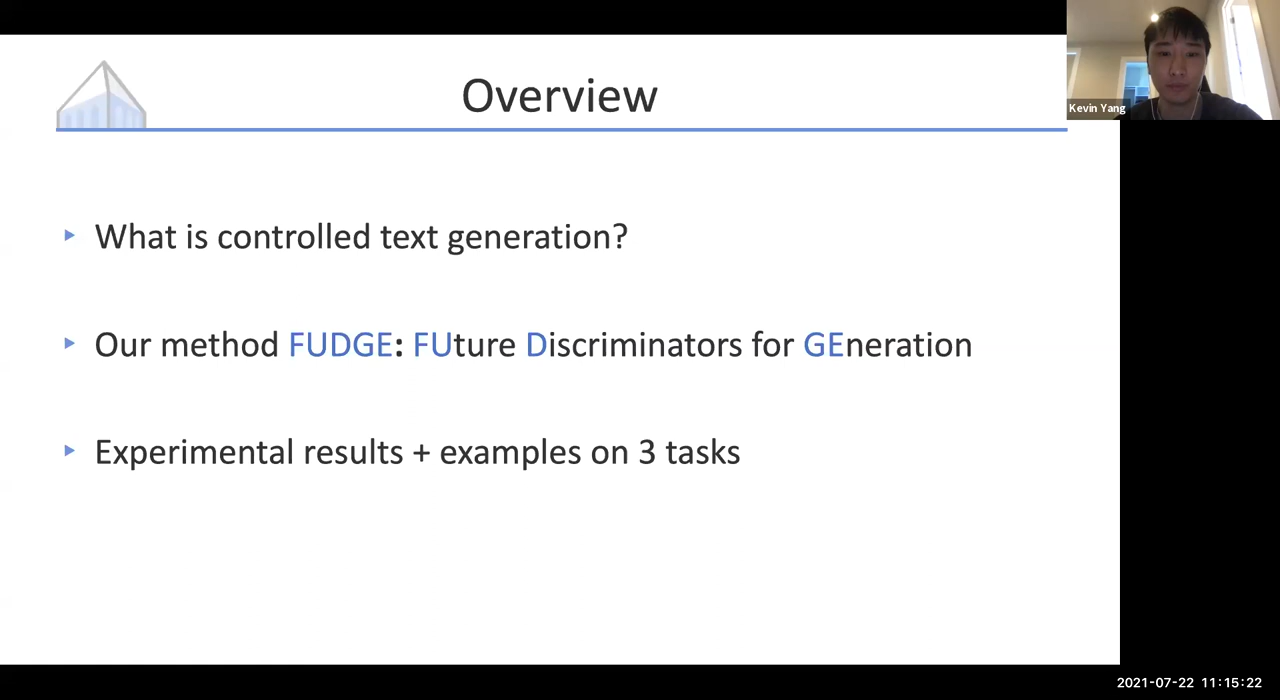 Overview
Kevin Yang
What is controlled text generation?
Our method FUDGE: FUture Discriminators for GEneration
Experimental results + examples on 3 tasks
2021-07-22 11:15:22